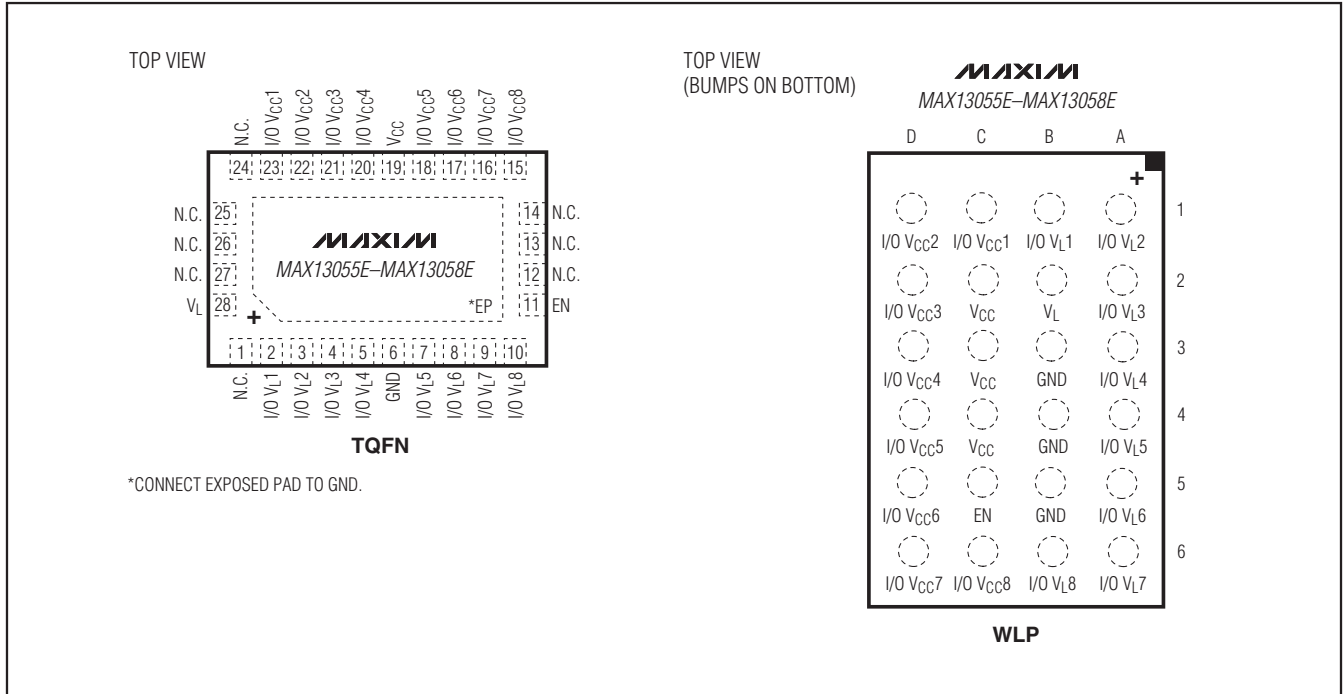 TOP VIEW
N.C.
I/O VCC1
I/O VCC2
I/O VCC3
I/O VCC4
VCC
I/O VCC5
I/O VCC6
I/O VCC7
I/O VCC8
24 23 22 21 20 19 18 17 16 15
N.C. 25
N.C. 26
N.C. 27
VL 28
14 N.C.
13 N.C.
12 N.C.
11 EN
MAXIM
MAX13055E–MAX13058E
*EP
+
1 2 3 4 5 6 7 8 9 10
N.C.
I/O VL1
I/O VL2
I/O VL3
I/O VL4
GND
I/O VL5
I/O VL6
I/O VL7
I/O VL8
TQFN
*CONNECT EXPOSED PAD TO GND.
TOP VIEW
(BUMPS ON BOTTOM)
MAXIM
MAX13055E–MAX13058E
D C B A
+
1
I/O VCC2 I/O VCC1 I/O VL1 I/O VL2
2
I/O VCC3 VCC VL I/O VL3
3
I/O VCC4 VCC GND I/O VL4
4
I/O VCC5 VCC GND I/O VL5
5
I/O VCC6 EN GND I/O VL6
6
I/O VCC7 I/O VCC8 I/O VL8 I/O VL7
WLP